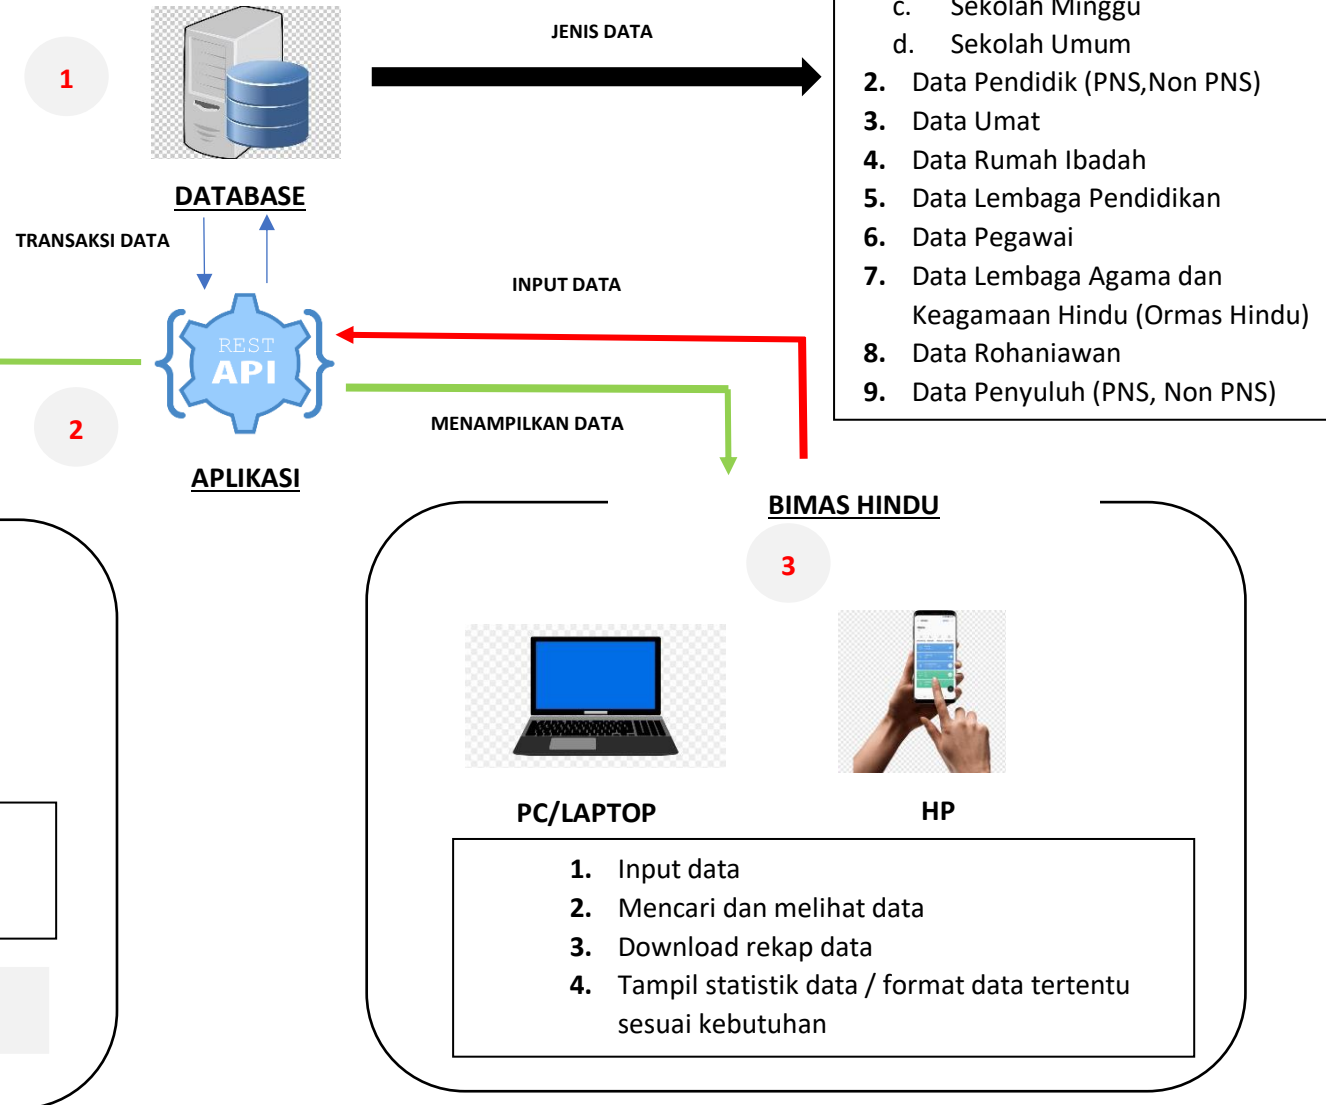 c. Sekolah Minggu
d. Sekolah Umum
2. Data Pendidik (PNS,Non PNS)
3. Data Umat
4. Data Rumah Ibadah
5. Data Lembaga Pendidikan
6. Data Pegawai
7. Data Lembaga Agama dan
Keagamaan Hindu (Ormas Hindu)
8. Data Rohaniawan
9. Data Penyuluh (PNS, Non PNS)
JENIS DATA
1
DATABASE
TRANSAKSI DATA
INPUT DATA
REST
API
2
MENAMPILKAN DATA
APLIKASI
BIMAS HINDU
3
PC/LAPTOP
HP
1. Input data
2. Mencari dan melihat data
3. Download rekap data
4. Tampil statistik data / format data tertentu
sesuai kebutuhan